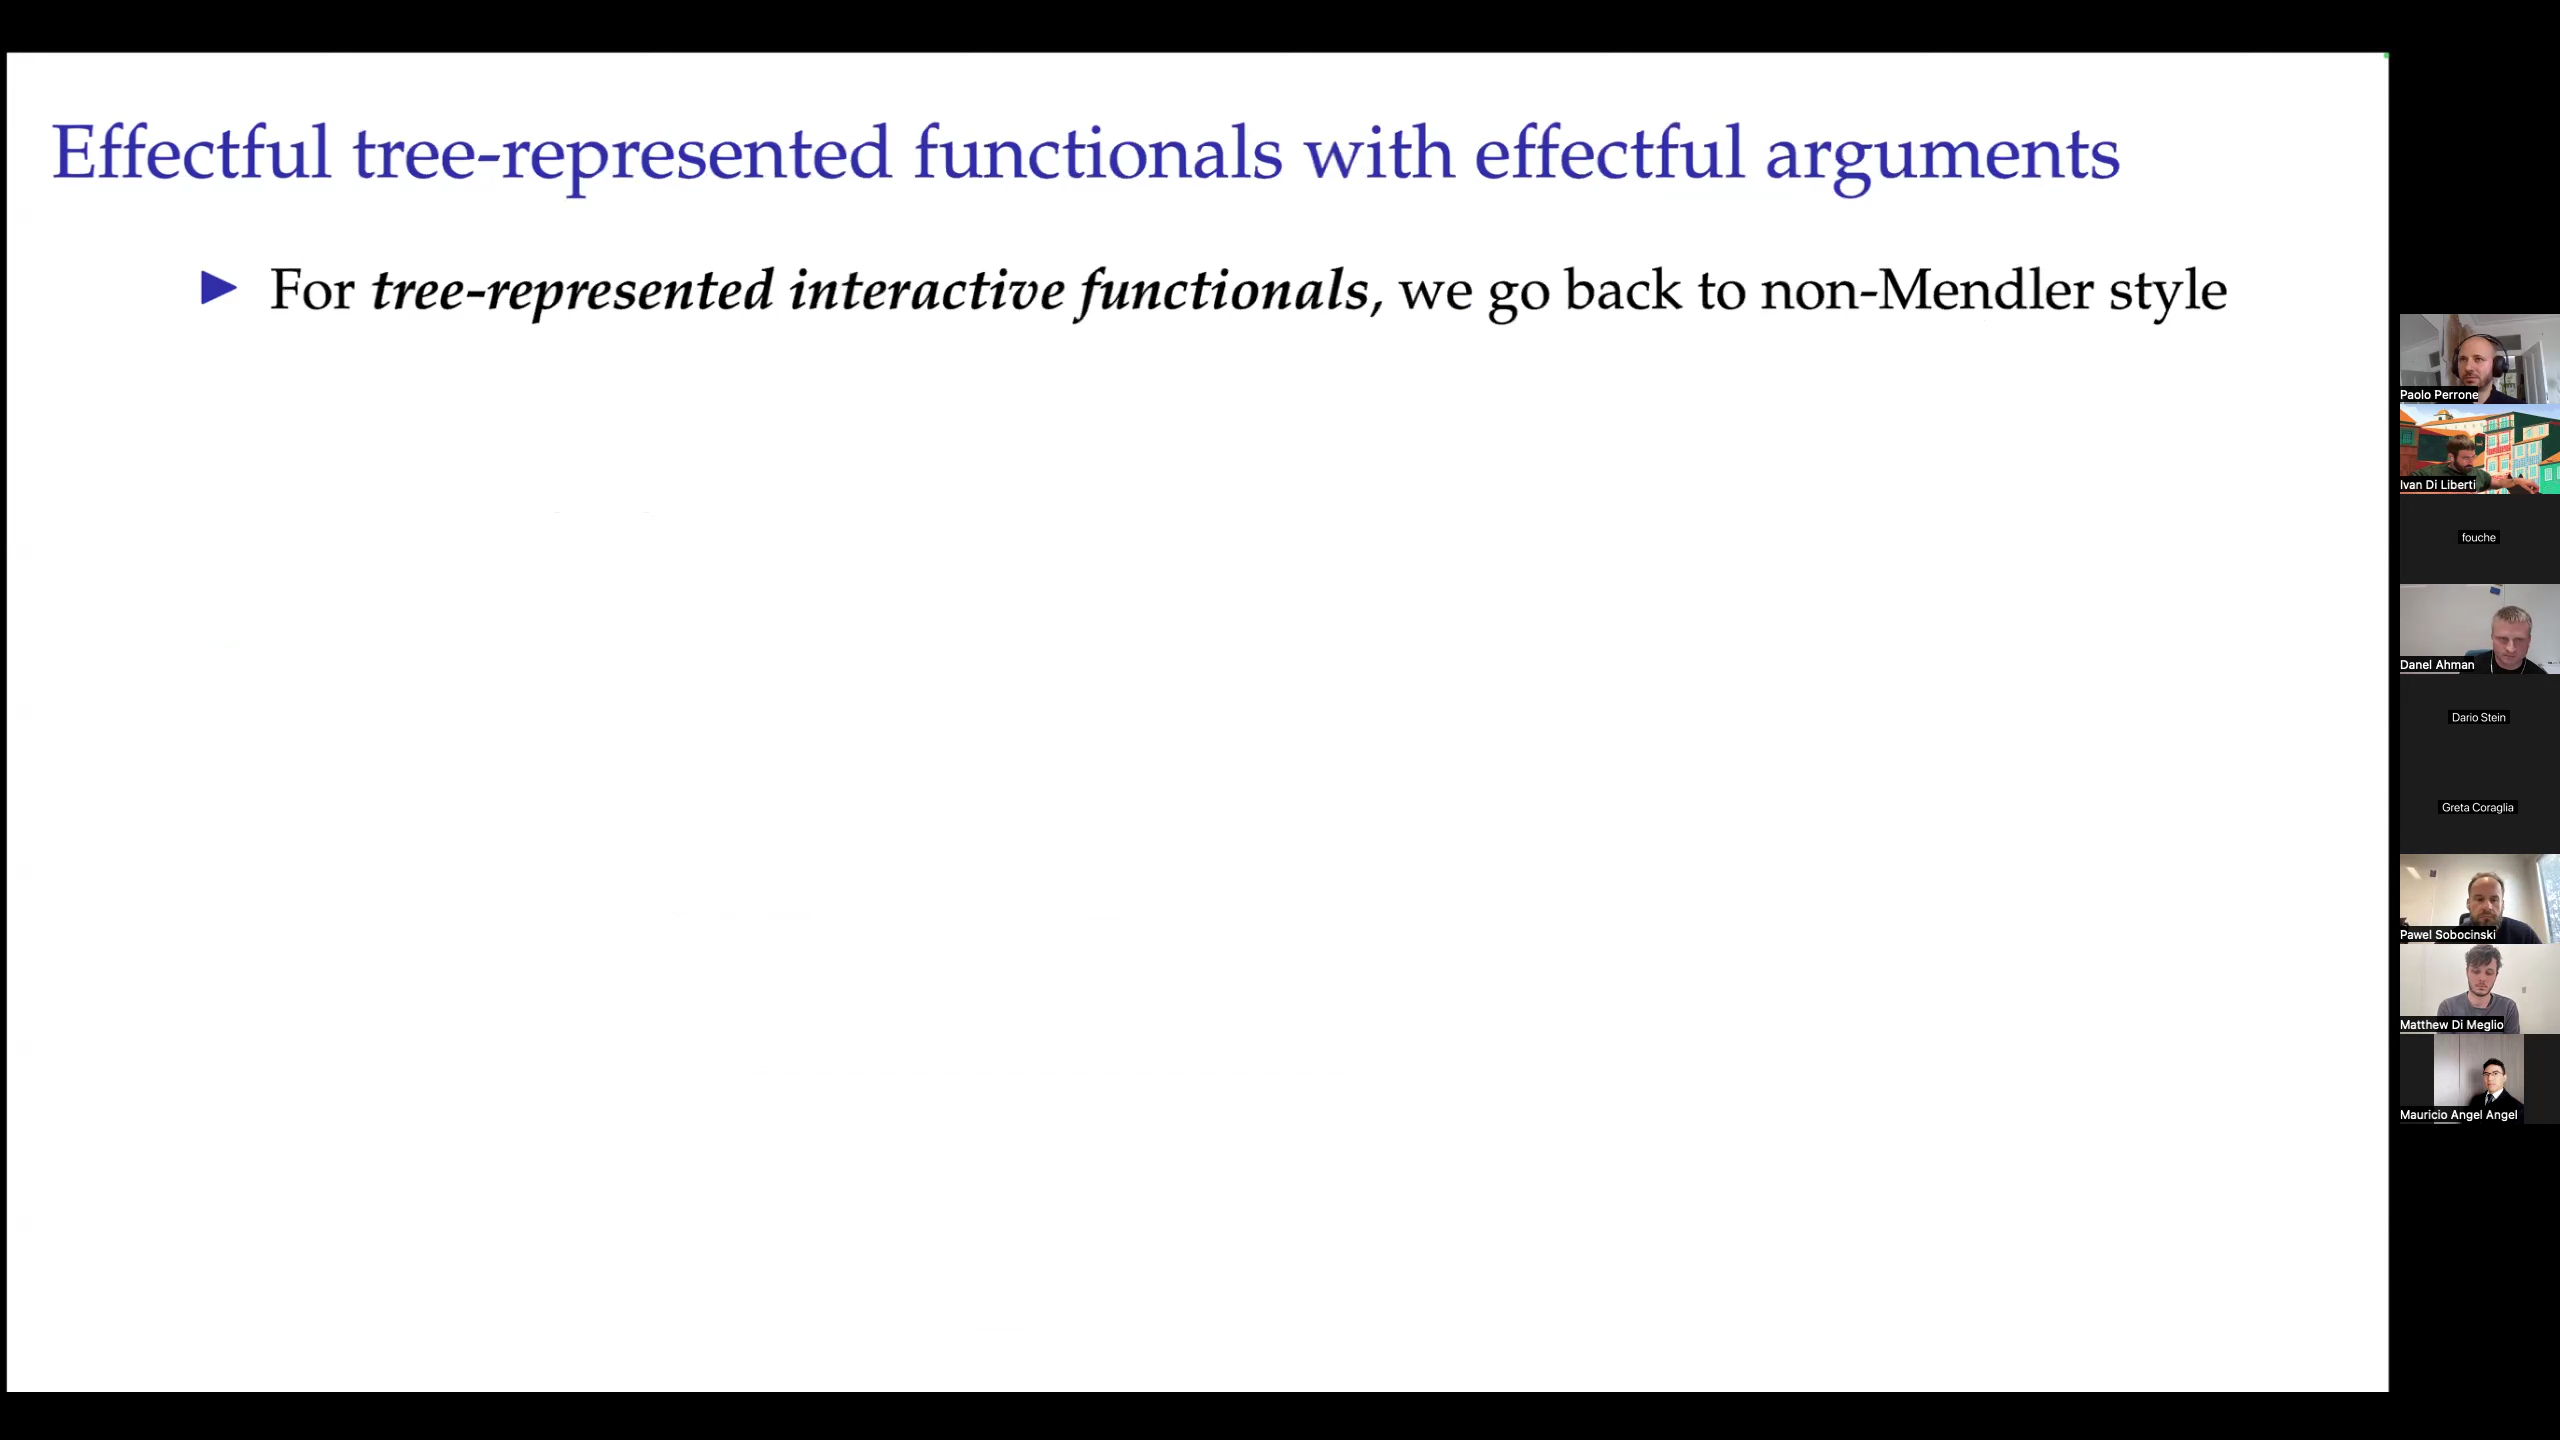 Effectful tree-represented functionals with effectful arguments
▶ For tree-represented interactive functionals, we go back to non-Mendler style
Paolo Perrone
Ivan Di Liberti
fouche
Danel Ahman
Dario Stein
Greta Coraglia
Pawel Sobocinski
Matthew Di Meglio
Mauricio Angel Angel